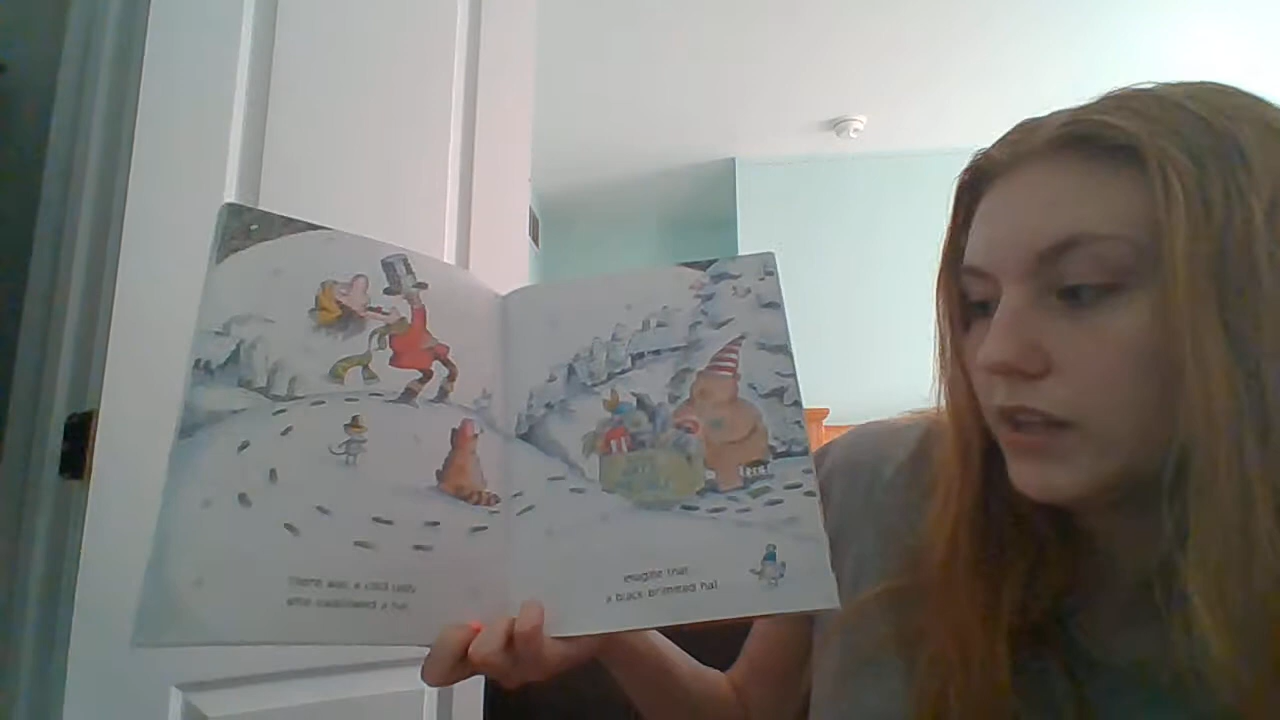 There was a cold lady
who swallowed a hat.
Imagine that
a black brimmed hat